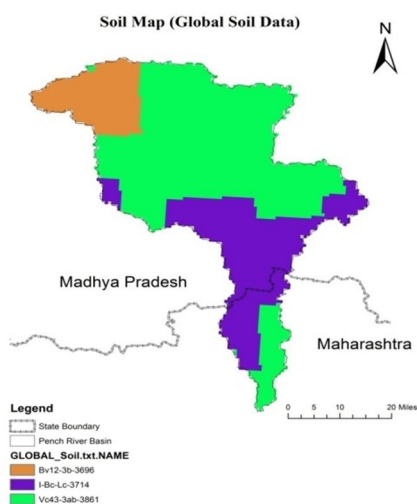 Soil Map (Global Soil Data)
N
Madhya Pradesh
Maharashtra
0 5 10 20 Miles
Legend
State Boundary
Pench River Basin
GLOBAL_Soil.txt.NAME
Bv12-3b-3696
I-Bc-Lc-3714
Vc43-3ab-3861